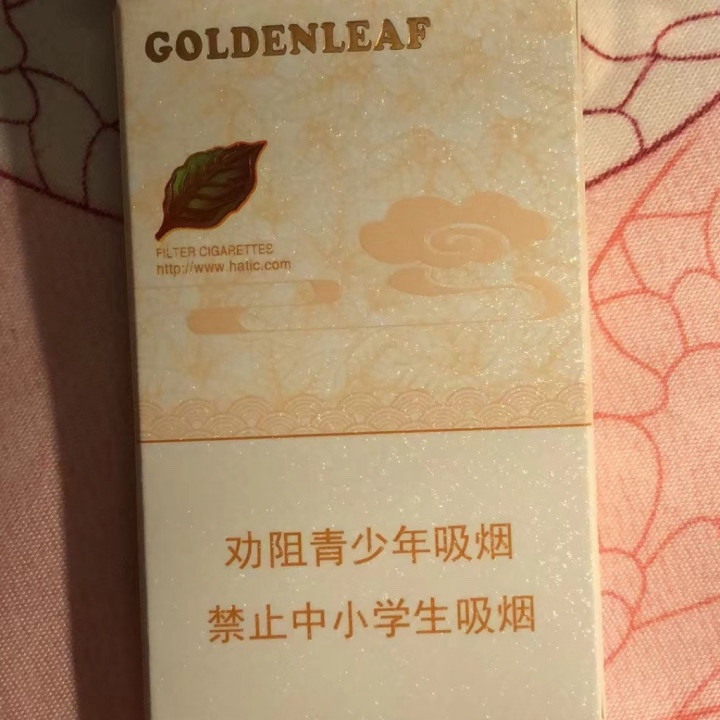 GOLDENLEAF
FILTER CIGARETTES
http://www.hatic.com
劝阻青少年吸烟
禁止中小学生吸烟